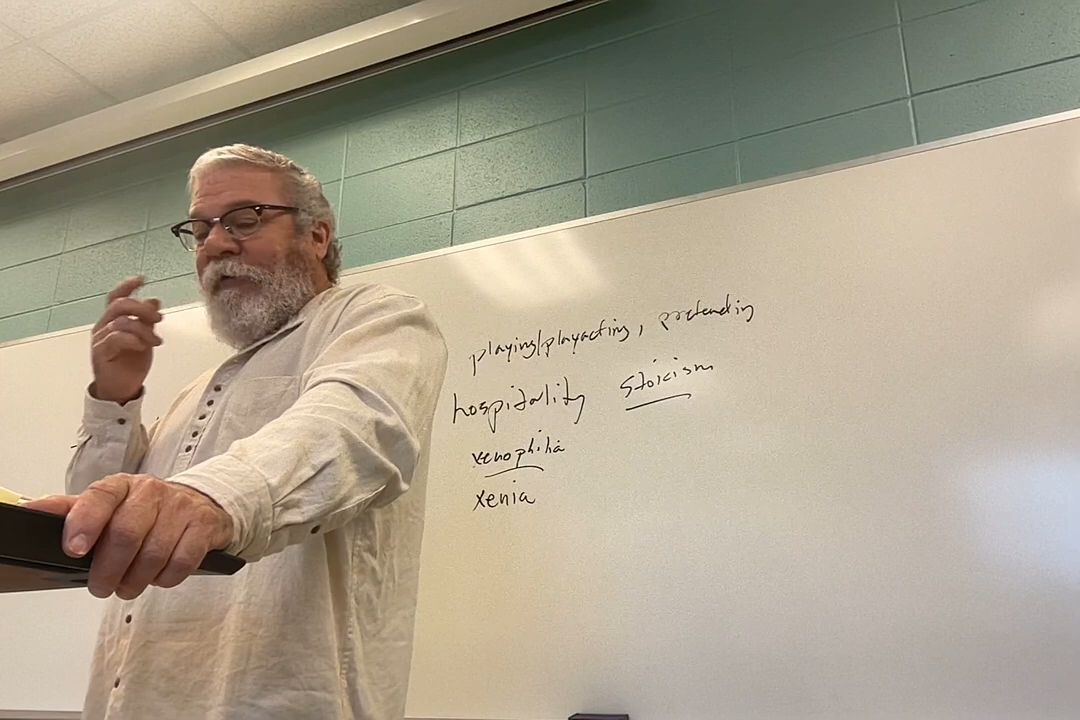 playing/playacting, pretending
hospitality stoicism
xenophilia
xenia